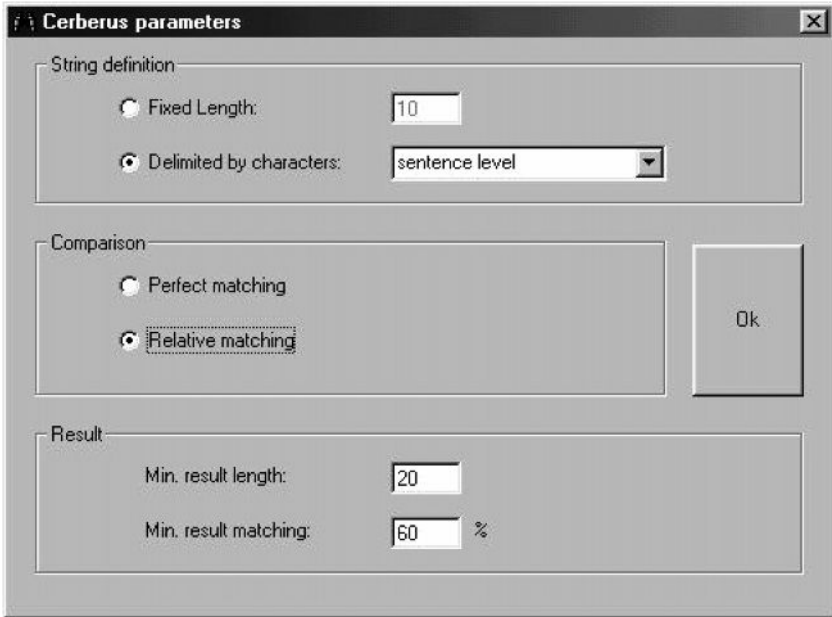 Cerberus parameters
String definition
Fixed Length: 10
Delimited by characters: sentence level
Comparison
Perfect matching
Relative matching
Ok
Result
Min. result length: 20
Min. result matching: 60 %